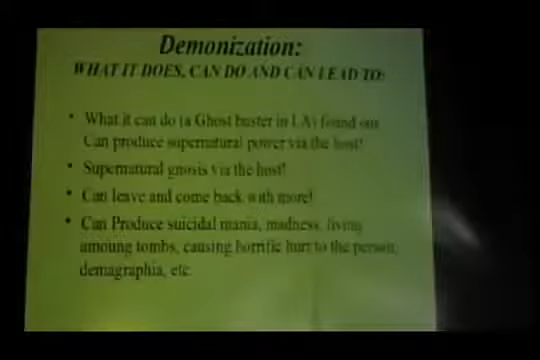 Demonization:
WHAT IT DOES, CAN DO AND CAN LEAD TO:
• What it can do (a Ghost buster in LA) found out
Can produce supernatural power via the host!
• Supernatural gnosis via the host!
• Can leave and come back with more!
• Can Produce suicidal mania, madness, living
amoung tombs, causing horrific hurt to the person,
demagraphia, etc.